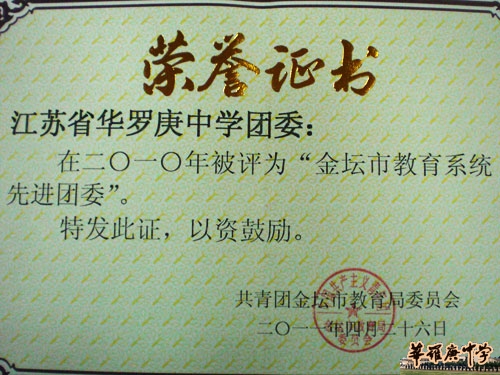 荣誉证书
江苏省华罗庚中学团委：
在二〇一〇年被评为“金坛市教育系统
先进团委”。
特发此证，以资鼓励。
共青团金坛市教育局委员会
二〇一一年四月二十六日
華羅庚中学